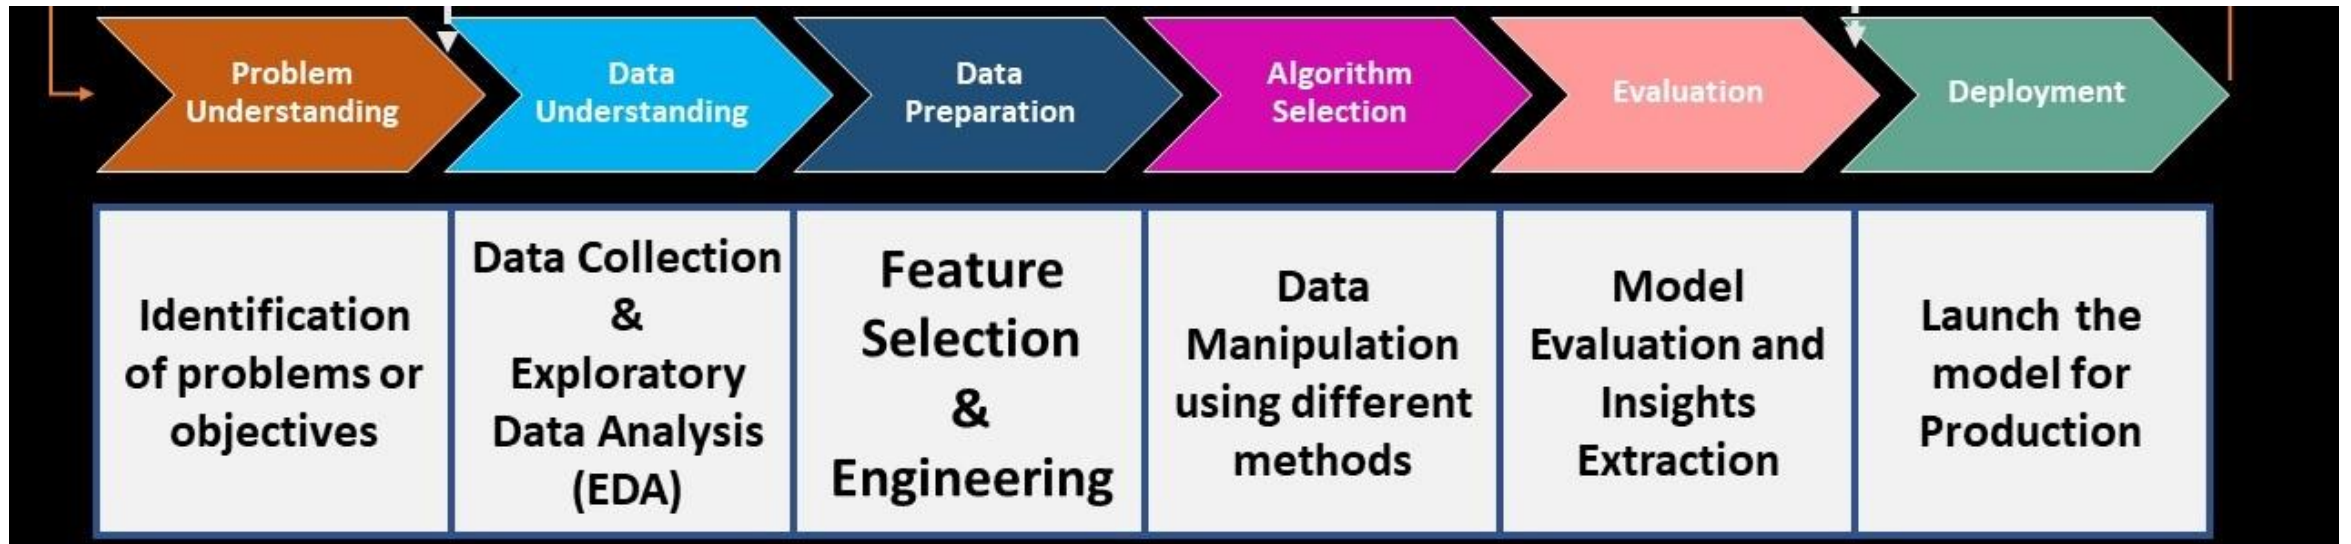 Problem
Understanding
Data
Understanding
Data
Preparation
Algorithm
Selection
Evaluation
Deployment
Identification
of problems or
objectives
Data Collection
&
Exploratory
Data Analysis
(EDA)
Feature
Selection
&
Engineering
Data
Manipulation
using different
methods
Model
Evaluation and
Insights
Extraction
Launch the
model for
Production